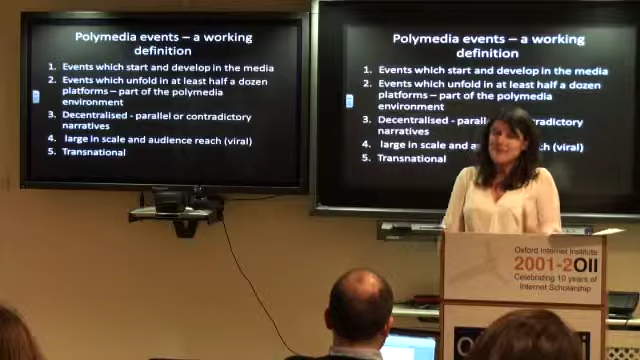 Polymedia events – a working
definition
1. Events which start and develop in the media
2. Events which unfold in at least half a dozen
platforms – part of the polymedia
environment
3. Decentralised - parallel or contradictory
narratives
4. large in scale and audience reach (viral)
5. Transnational
Polymedia events – a working
definition
1. Events which start and develop in the media
2. Events which unfold in at least half a dozen
platforms – part of the polymedia
environment
3. Decentralised - para contradictory
narratives
4. large in scale and a ch (viral)
5. Transnational
Oxford Internet Institute
2001-2OII
Celebrating 10 years of
Internet Scholarship